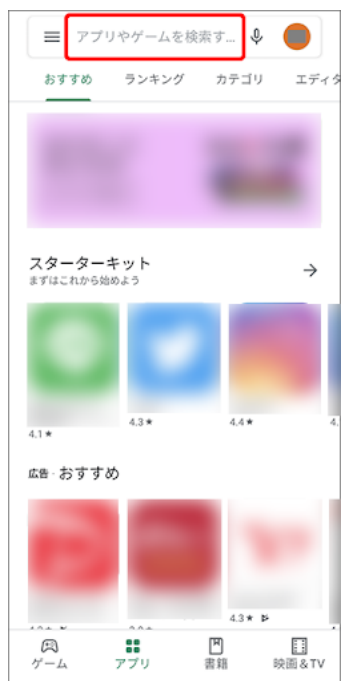 アプリやゲームを検索す...
おすすめ ランキング カテゴリ エディタ
スターターキット
まずはこれから始めよう
4.1★ 4.3★ 4.4★ 4.
広告・おすすめ
4.3★
ゲーム アプリ 書籍 映画&TV